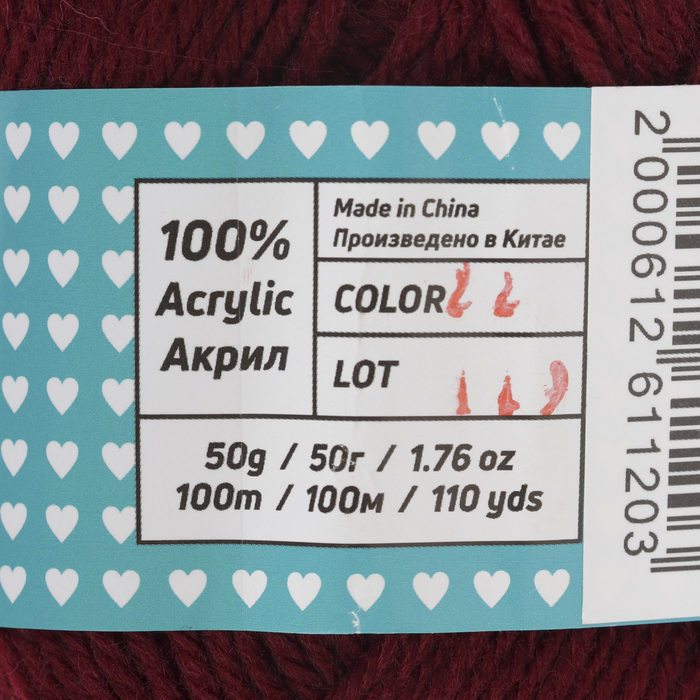 100%
Acrylic
Акрил
Made in China
Произведено в Китае
COLOR
LOT
50g / 50г / 1.76 oz
100m / 100м / 110 yds
2 000612 611203